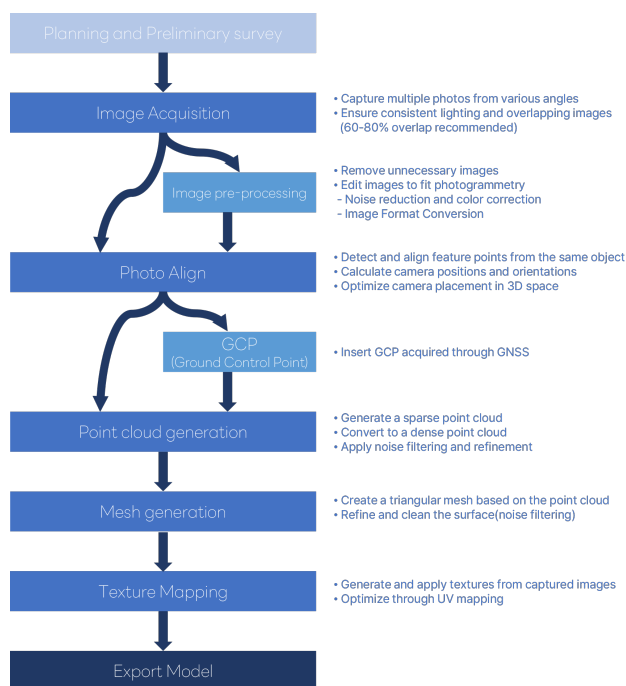 Planning and Preliminary survey
Image Acquisition
• Capture multiple photos from various angles
• Ensure consistent lighting and overlapping images
(60-80% overlap recommended)
Image pre-processing
• Remove unnecessary images
• Edit images to fit photogrammetry
- Noise reduction and color correction
- Image Format Conversion
Photo Align
• Detect and align feature points from the same object
• Calculate camera positions and orientations
• Optimize camera placement in 3D space
GCP
(Ground Control Point)
• Insert GCP acquired through GNSS
Point cloud generation
• Generate a sparse point cloud
• Convert to a dense point cloud
• Apply noise filtering and refinement
Mesh generation
• Create a triangular mesh based on the point cloud
• Refine and clean the surface(noise filtering)
Texture Mapping
• Generate and apply textures from captured images
• Optimize through UV mapping
Export Model